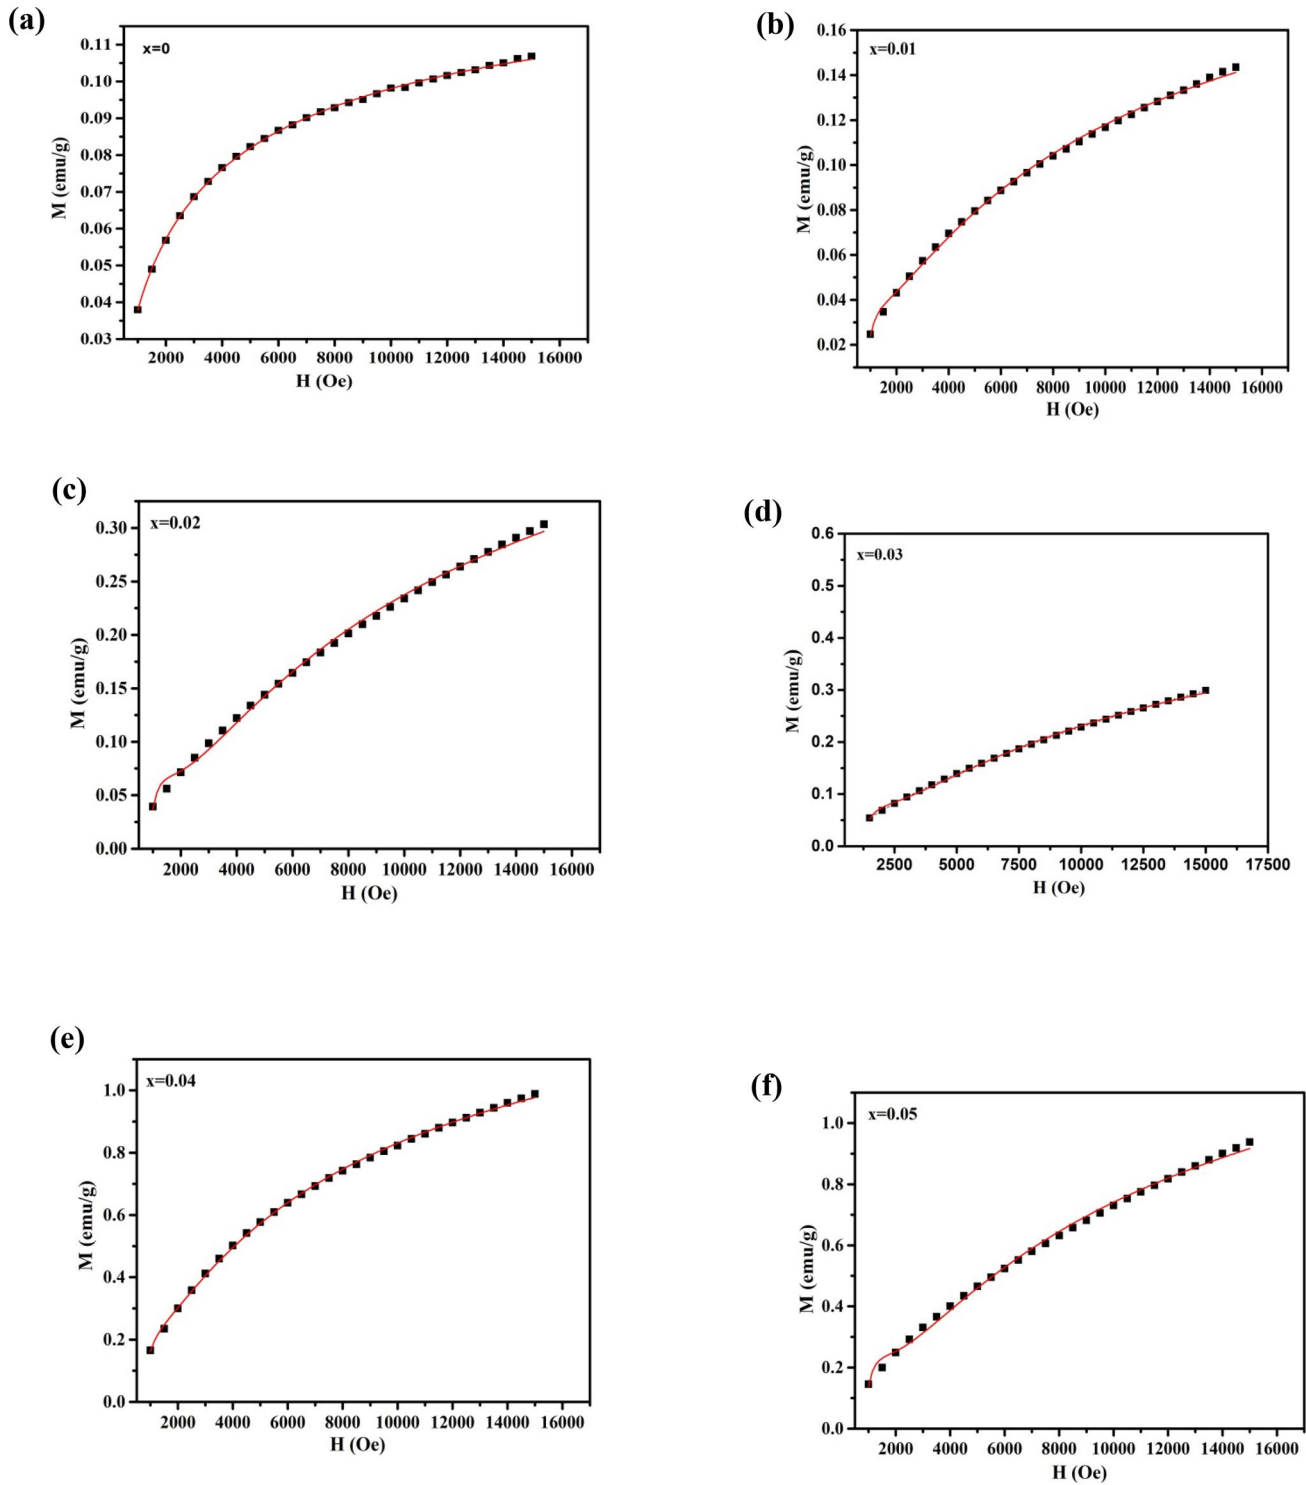 (a)
x=0
0.11
0.10
0.09
0.08
0.07
0.06
0.05
0.04
0.03
M (emu/g)
2000 4000 6000 8000 10000 12000 14000 16000
H (Oe)
(b)
x=0.01
0.16
0.14
0.12
0.10
0.08
0.06
0.04
0.02
M (emu/g)
2000 4000 6000 8000 10000 12000 14000 16000
H (Oe)
(c)
x=0.02
0.30
0.25
0.20
0.15
0.10
0.05
0.00
M (emu/g)
2000 4000 6000 8000 10000 12000 14000 16000
H (Oe)
(d)
x=0.03
0.6
0.5
0.4
0.3
0.2
0.1
0.0
M (emu/g)
2500 5000 7500 10000 12500 15000 17500
H (Oe)
(e)
x=0.04
1.0
0.8
0.6
0.4
0.2
0.0
M (emu/g)
2000 4000 6000 8000 10000 12000 14000 16000
H (Oe)
(f)
x=0.05
1.0
0.8
0.6
0.4
0.2
0.0
M (emu/g)
2000 4000 6000 8000 10000 12000 14000 16000
H (Oe)